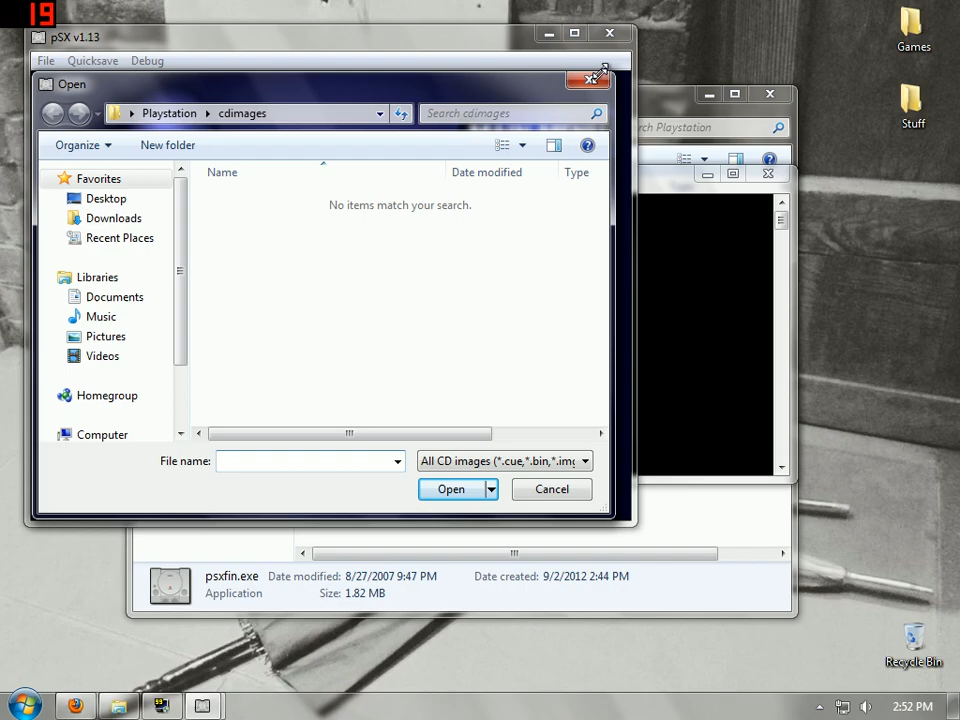 19
pSX v1.13
File Quicksave Debug
Open
Playstation cdimages
Search cdimages
rch Playstation
Organize
New folder
Name
Date modified
Type
No items match your search.
Favorites
Desktop
Downloads
Recent Places
Libraries
Documents
Music
Pictures
Videos
Homegroup
Computer
File name:
All CD images (*.cue,*.bin,*.img
Open
Cancel
psxfin.exe Date modified: 8/27/2007 9:47 PM Date created: 9/2/2012 2:44 PM
Application Size: 1.82 MB
Games
Stuff
Recycle Bin
2:52 PM